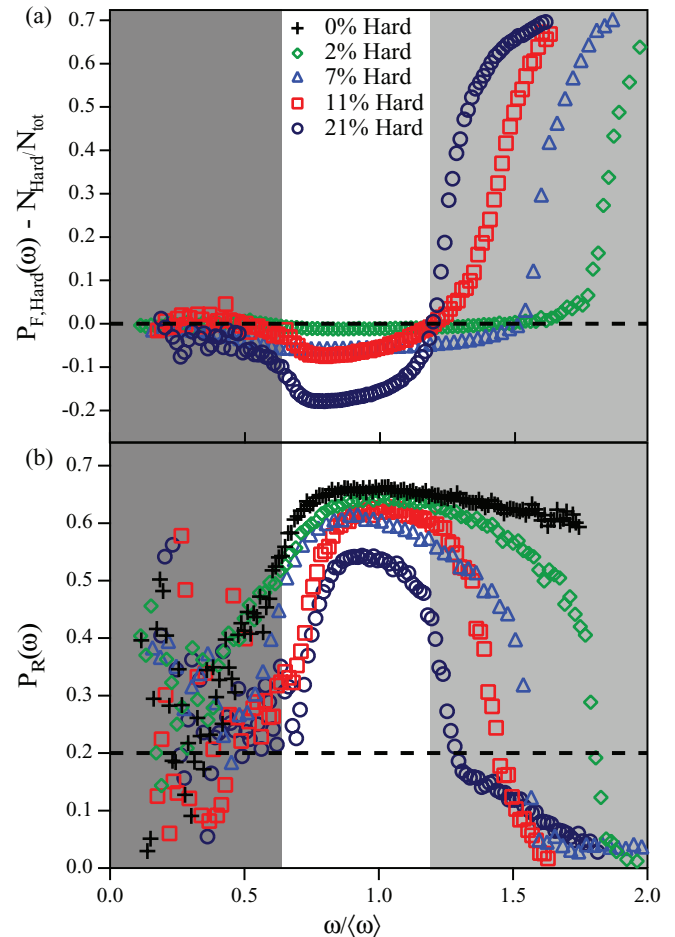 (a)
0% Hard
2% Hard
7% Hard
11% Hard
21% Hard
P_F,Hard(ω) - N_Hard/N_tot
0.7
0.6
0.5
0.4
0.3
0.2
0.1
0.0
-0.1
-0.2
(b)
P_R(ω)
0.7
0.6
0.5
0.4
0.3
0.2
0.1
0.0
0.0
0.5
1.0
1.5
2.0
ω/⟨ω⟩